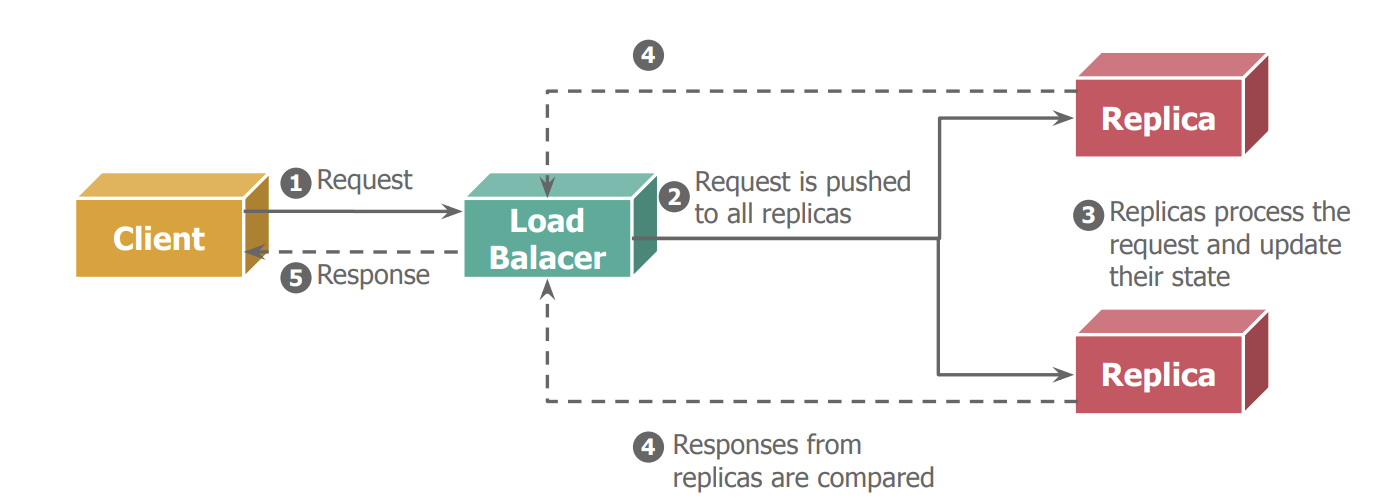 4
Replica
1 Request
2 Request is pushed
to all replicas
Client
Load
Balacer
3 Replicas process the
request and update
their state
5 Response
Replica
4 Responses from
replicas are compared